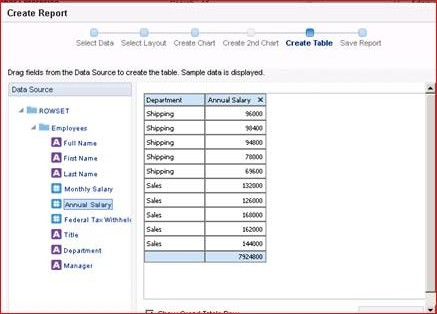 Create Report
Select Data Select Layout Create Chart Create 2nd Chart Create Table Save Report
Drag fields from the Data Source to create the table. Sample data is displayed.
Data Source
ROWSET
Employees
A Full Name
A First Name
A Last Name
Monthly Salary
Annual Salary
Federal Tax Withheld
A Title
A Department
A Manager
Department Annual Salary ✕
Shipping 96000
Shipping 98400
Shipping 94800
Shipping 78000
Shipping 69600
Sales 132000
Sales 126000
Sales 168000
Sales 162000
Sales 144000
7924800